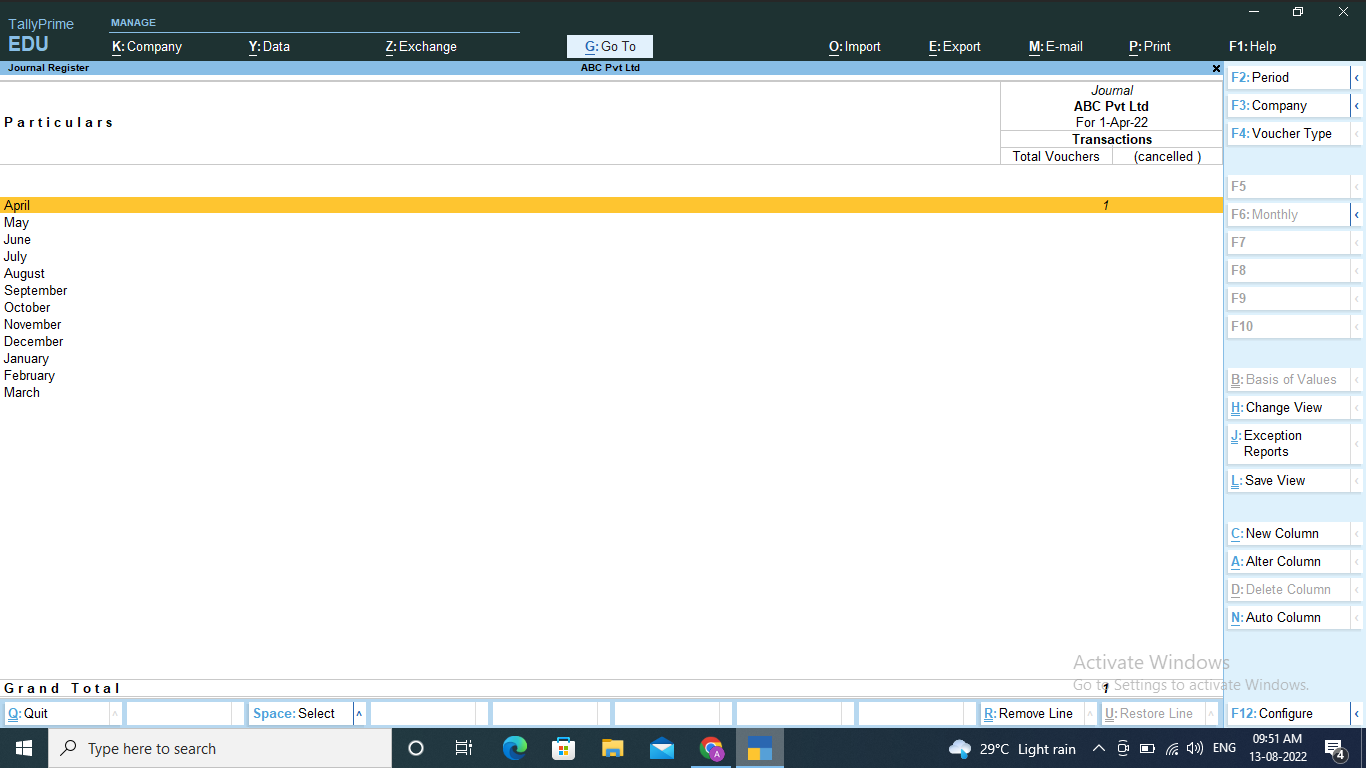 TallyPrime
EDU
MANAGE
K: Company
Y: Data
Z: Exchange
G: Go To
O: Import
E: Export
M: E-mail
P: Print
F1: Help
Journal Register
ABC Pvt Ltd
Particulars
Journal
ABC Pvt Ltd
For 1-Apr-22
Transactions
Total Vouchers
(cancelled )
April 1
May
June
July
August
September
October
November
December
January
February
March
Grand Total 1
F2: Period
F3: Company
F4: Voucher Type
F5
F6: Monthly
F7
F8
F9
F10
B: Basis of Values
H: Change View
J: Exception
Reports
L: Save View
C: New Column
A: Alter Column
D: Delete Column
N: Auto Column
Activate Windows
Go to Settings to activate Windows.
Q: Quit
Space: Select
R: Remove Line
U: Restore Line
F12: Configure
Type here to search
A
29°C Light rain
ENG
09:51 AM
13-08-2022
4